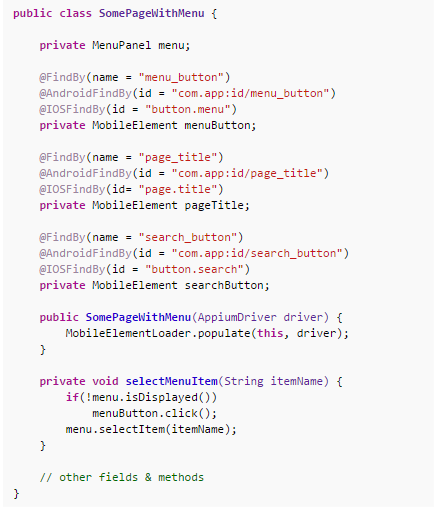 public class SomePageWithMenu {
private MenuPanel menu;
@FindBy(name = "menu_button")
@AndroidFindBy(id = "com.app:id/menu_button")
@IOSFindBy(id = "button.menu")
private MobileElement menuButton;
@FindBy(name = "page_title")
@AndroidFindBy(id = "com.app:id/page_title")
@IOSFindBy(id= "page.title")
private MobileElement pageTitle;
@FindBy(name = "search_button")
@AndroidFindBy(id = "com.app:id/search_button")
@IOSFindBy(id = "button.search")
private MobileElement searchButton;
public SomePageWithMenu(AppiumDriver driver) {
MobileElementLoader.populate(this, driver);
}
private void selectMenuItem(String itemName) {
if(!menu.isDisplayed())
menuButton.click();
menu.selectItem(itemName);
}
// other fields & methods
}